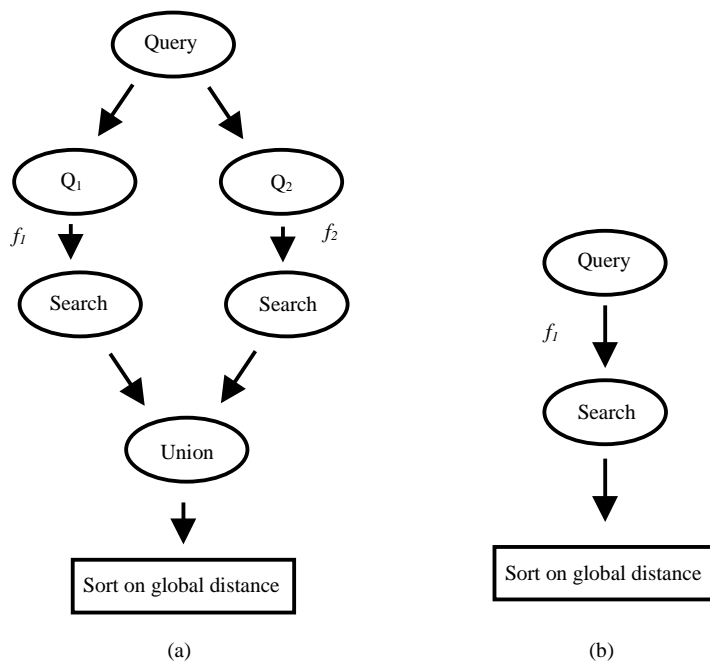 Query
Q₁
Q₂
f₁
f₂
Search
Search
Union
Sort on global distance
(a)
Query
f₁
Search
Sort on global distance
(b)